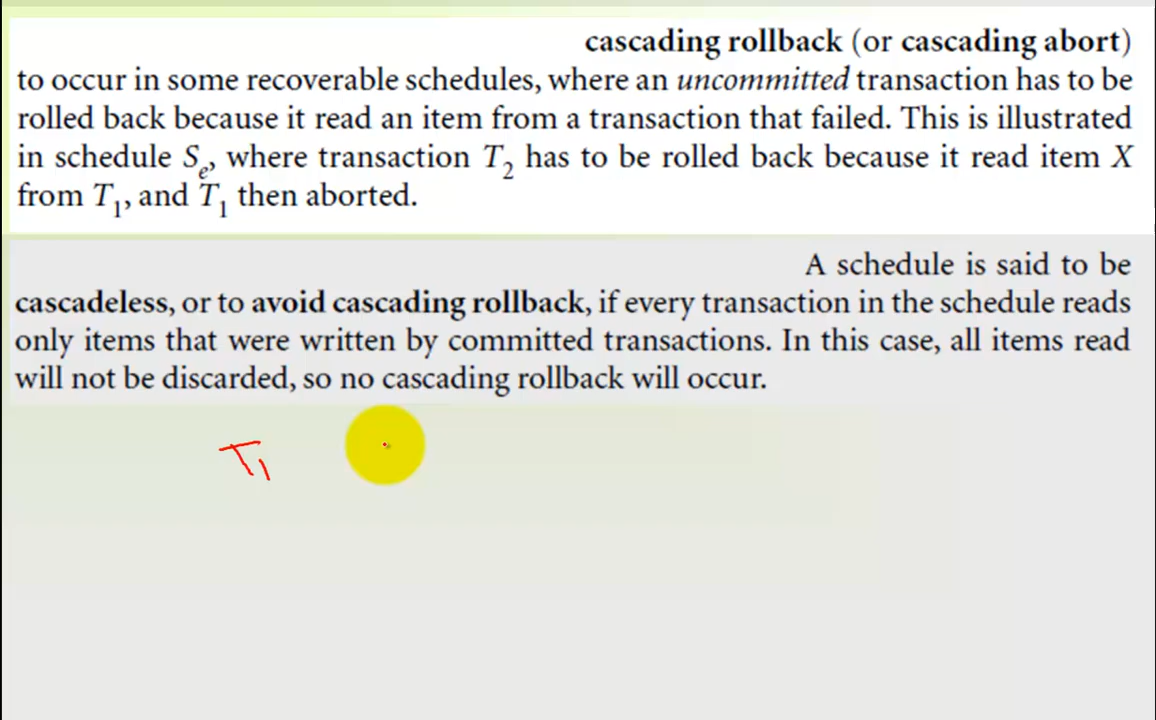 cascading rollback (or cascading abort)
to occur in some recoverable schedules, where an uncommitted transaction has to be
rolled back because it read an item from a transaction that failed. This is illustrated
in schedule Se, where transaction T2 has to be rolled back because it read item X
from T1, and T1 then aborted.
A schedule is said to be
cascadeless, or to avoid cascading rollback, if every transaction in the schedule reads
only items that were written by committed transactions. In this case, all items read
will not be discarded, so no cascading rollback will occur.
T1